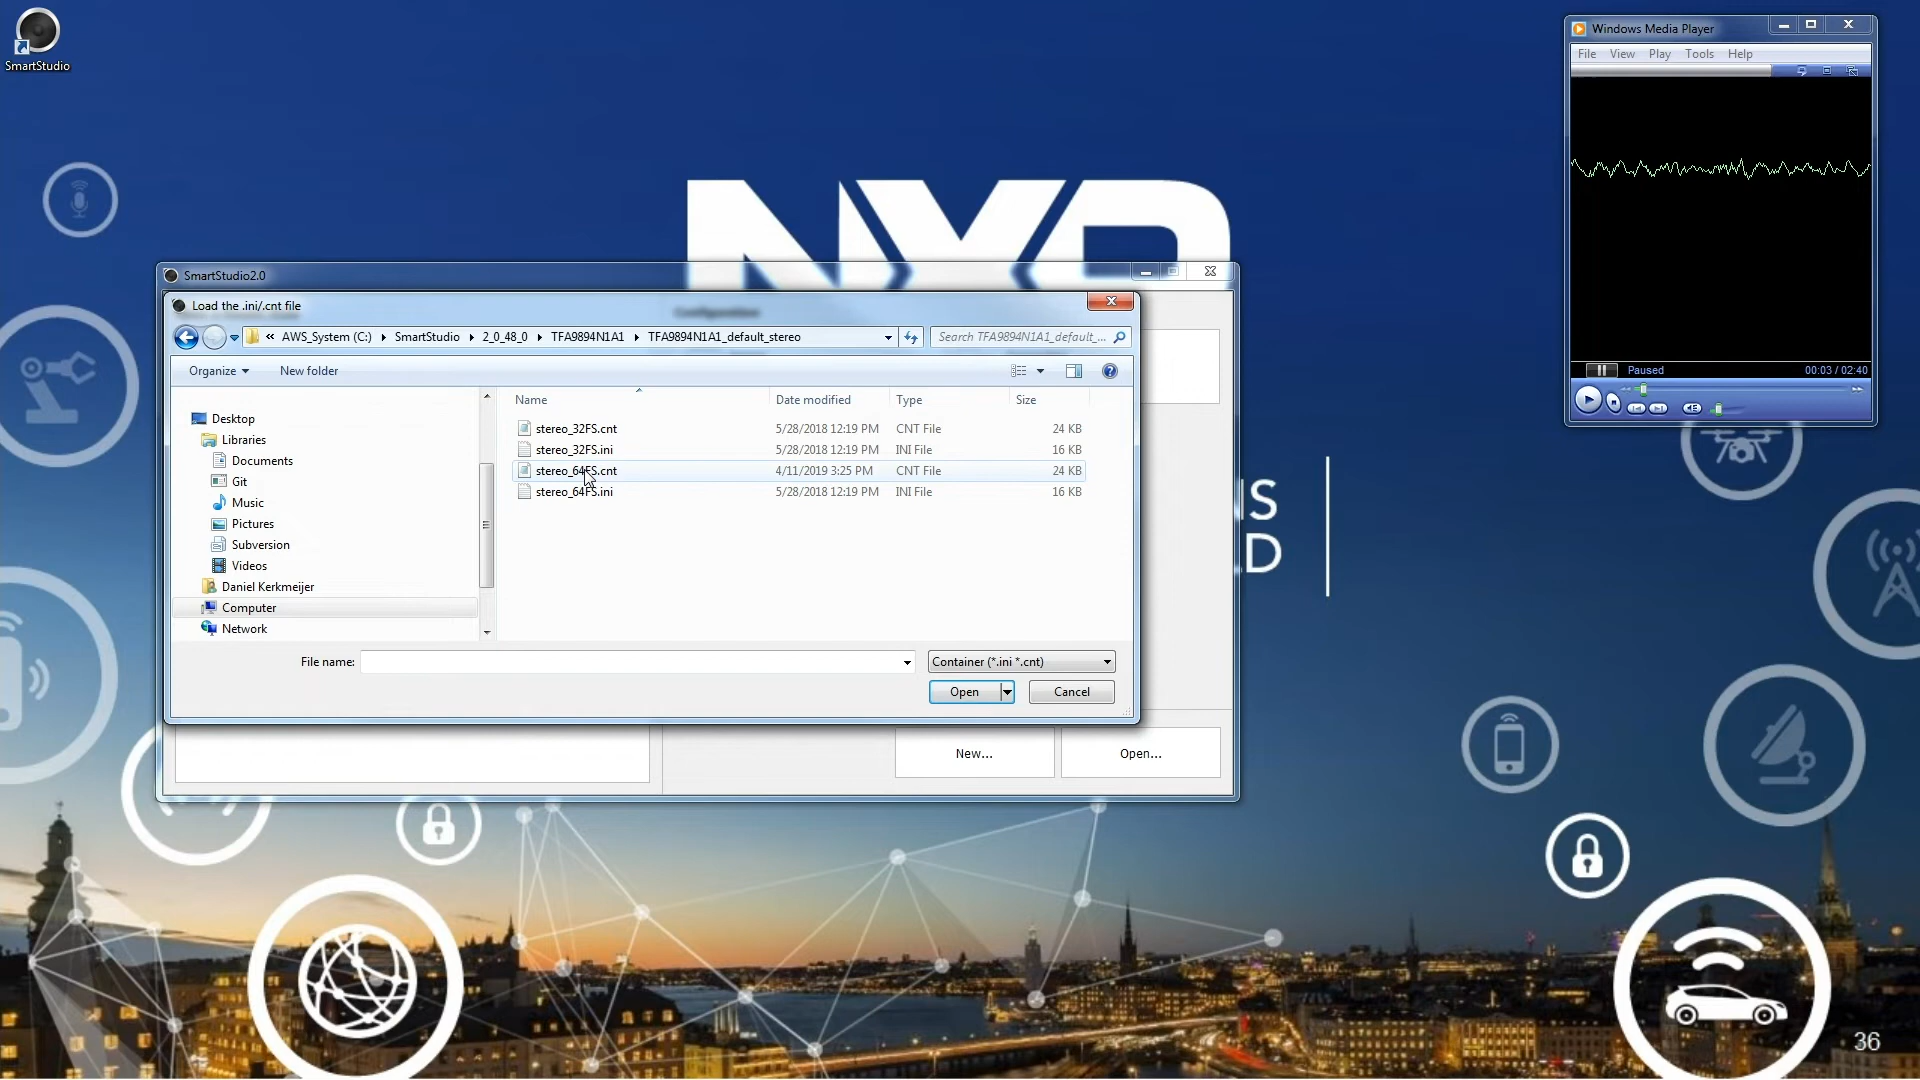 SmartStudio
Windows Media Player
File View Play Tools Help
Paused 00:03 / 02:40
NXP
SmartStudio2.0
Load the .ini/.cnt file
« AWS_System (C:) SmartStudio 2_0_48_0 TFA9894N1A1 TFA9894N1A1_default_stereo
Search TFA9894N1A1_default_...
Organize New folder
Name Date modified Type Size
stereo_32FS.cnt 5/28/2018 12:19 PM CNT File 24 KB
stereo_32FS.ini 5/28/2018 12:19 PM INI File 16 KB
stereo_64FS.cnt 4/11/2019 3:25 PM CNT File 24 KB
stereo_64FS.ini 5/28/2018 12:19 PM INI File 16 KB
Desktop
Libraries
Documents
Git
Music
Pictures
Subversion
Videos
Daniel Kerkmeijer
Computer
Network
File name:
Container (*.ini *.cnt)
Open Cancel
New... Open...
36